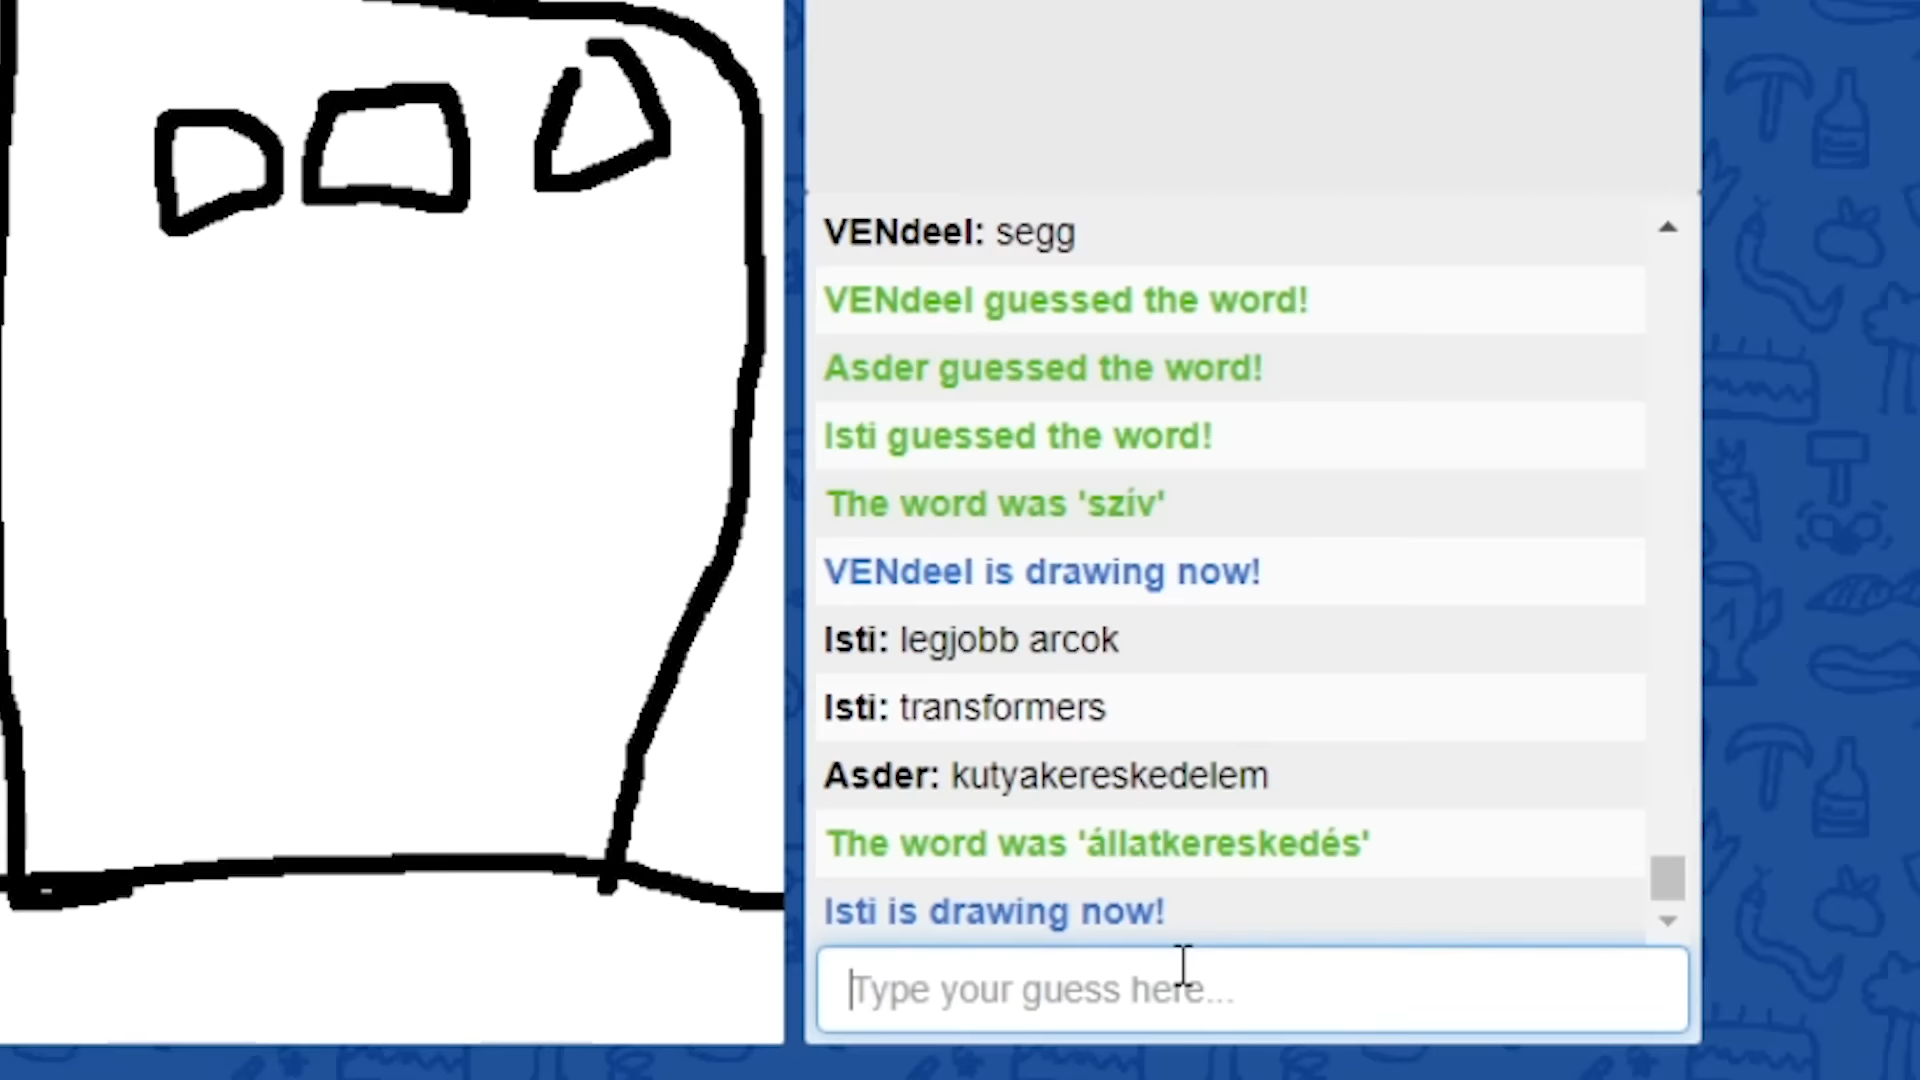 VENdeel: segg
VENdeel guessed the word!
Asder guessed the word!
Isti guessed the word!
The word was 'szív'
VENdeel is drawing now!
Isti: legjobb arcok
Isti: transformers
Asder: kutyakereskedelem
The word was 'állatkereskedés'
Isti is drawing now!
Type your guess here...